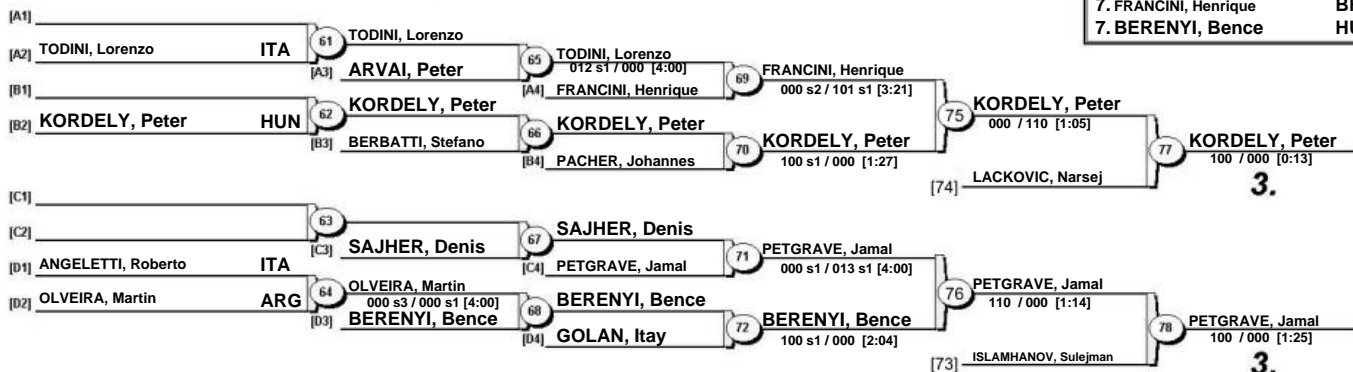 7. FRANCINI, Henrique
7. BERENYI, Bence
[A1]
[A2] TODINI, Lorenzo ITA
61
TODINI, Lorenzo
[A3] ARVAI, Peter
65
TODINI, Lorenzo
012 s1 / 000 [4:00]
[A4] FRANCINI, Henrique
69
FRANCINI, Henrique
000 s2 / 101 s1 [3:21]
[B1]
[B2] KORDELY, Peter HUN
62
KORDELY, Peter
[B3] BERBATTI, Stefano
66
KORDELY, Peter
[B4] PACHER, Johannes
70
KORDELY, Peter
100 s1 / 000 [1:27]
75
KORDELY, Peter
000 / 110 [1:05]
[74] LACKOVIC, Narsej
77
KORDELY, Peter
100 / 000 [0:13]
3.
[C1]
[C2]
63
[C3] SAJHER, Denis
67
SAJHER, Denis
[C4] PETGRAVE, Jamal
71
PETGRAVE, Jamal
000 s1 / 013 s1 [4:00]
[D1] ANGELETTI, Roberto ITA
[D2] OLVEIRA, Martin ARG
64
OLVEIRA, Martin
000 s3 / 000 s1 [4:00]
[D3] BERENYI, Bence
68
BERENYI, Bence
[D4] GOLAN, Itay
72
BERENYI, Bence
100 s1 / 000 [2:04]
76
PETGRAVE, Jamal
110 / 000 [1:14]
[73] ISLAMHANOV, Sulejman
78
PETGRAVE, Jamal
100 / 000 [1:25]
3.